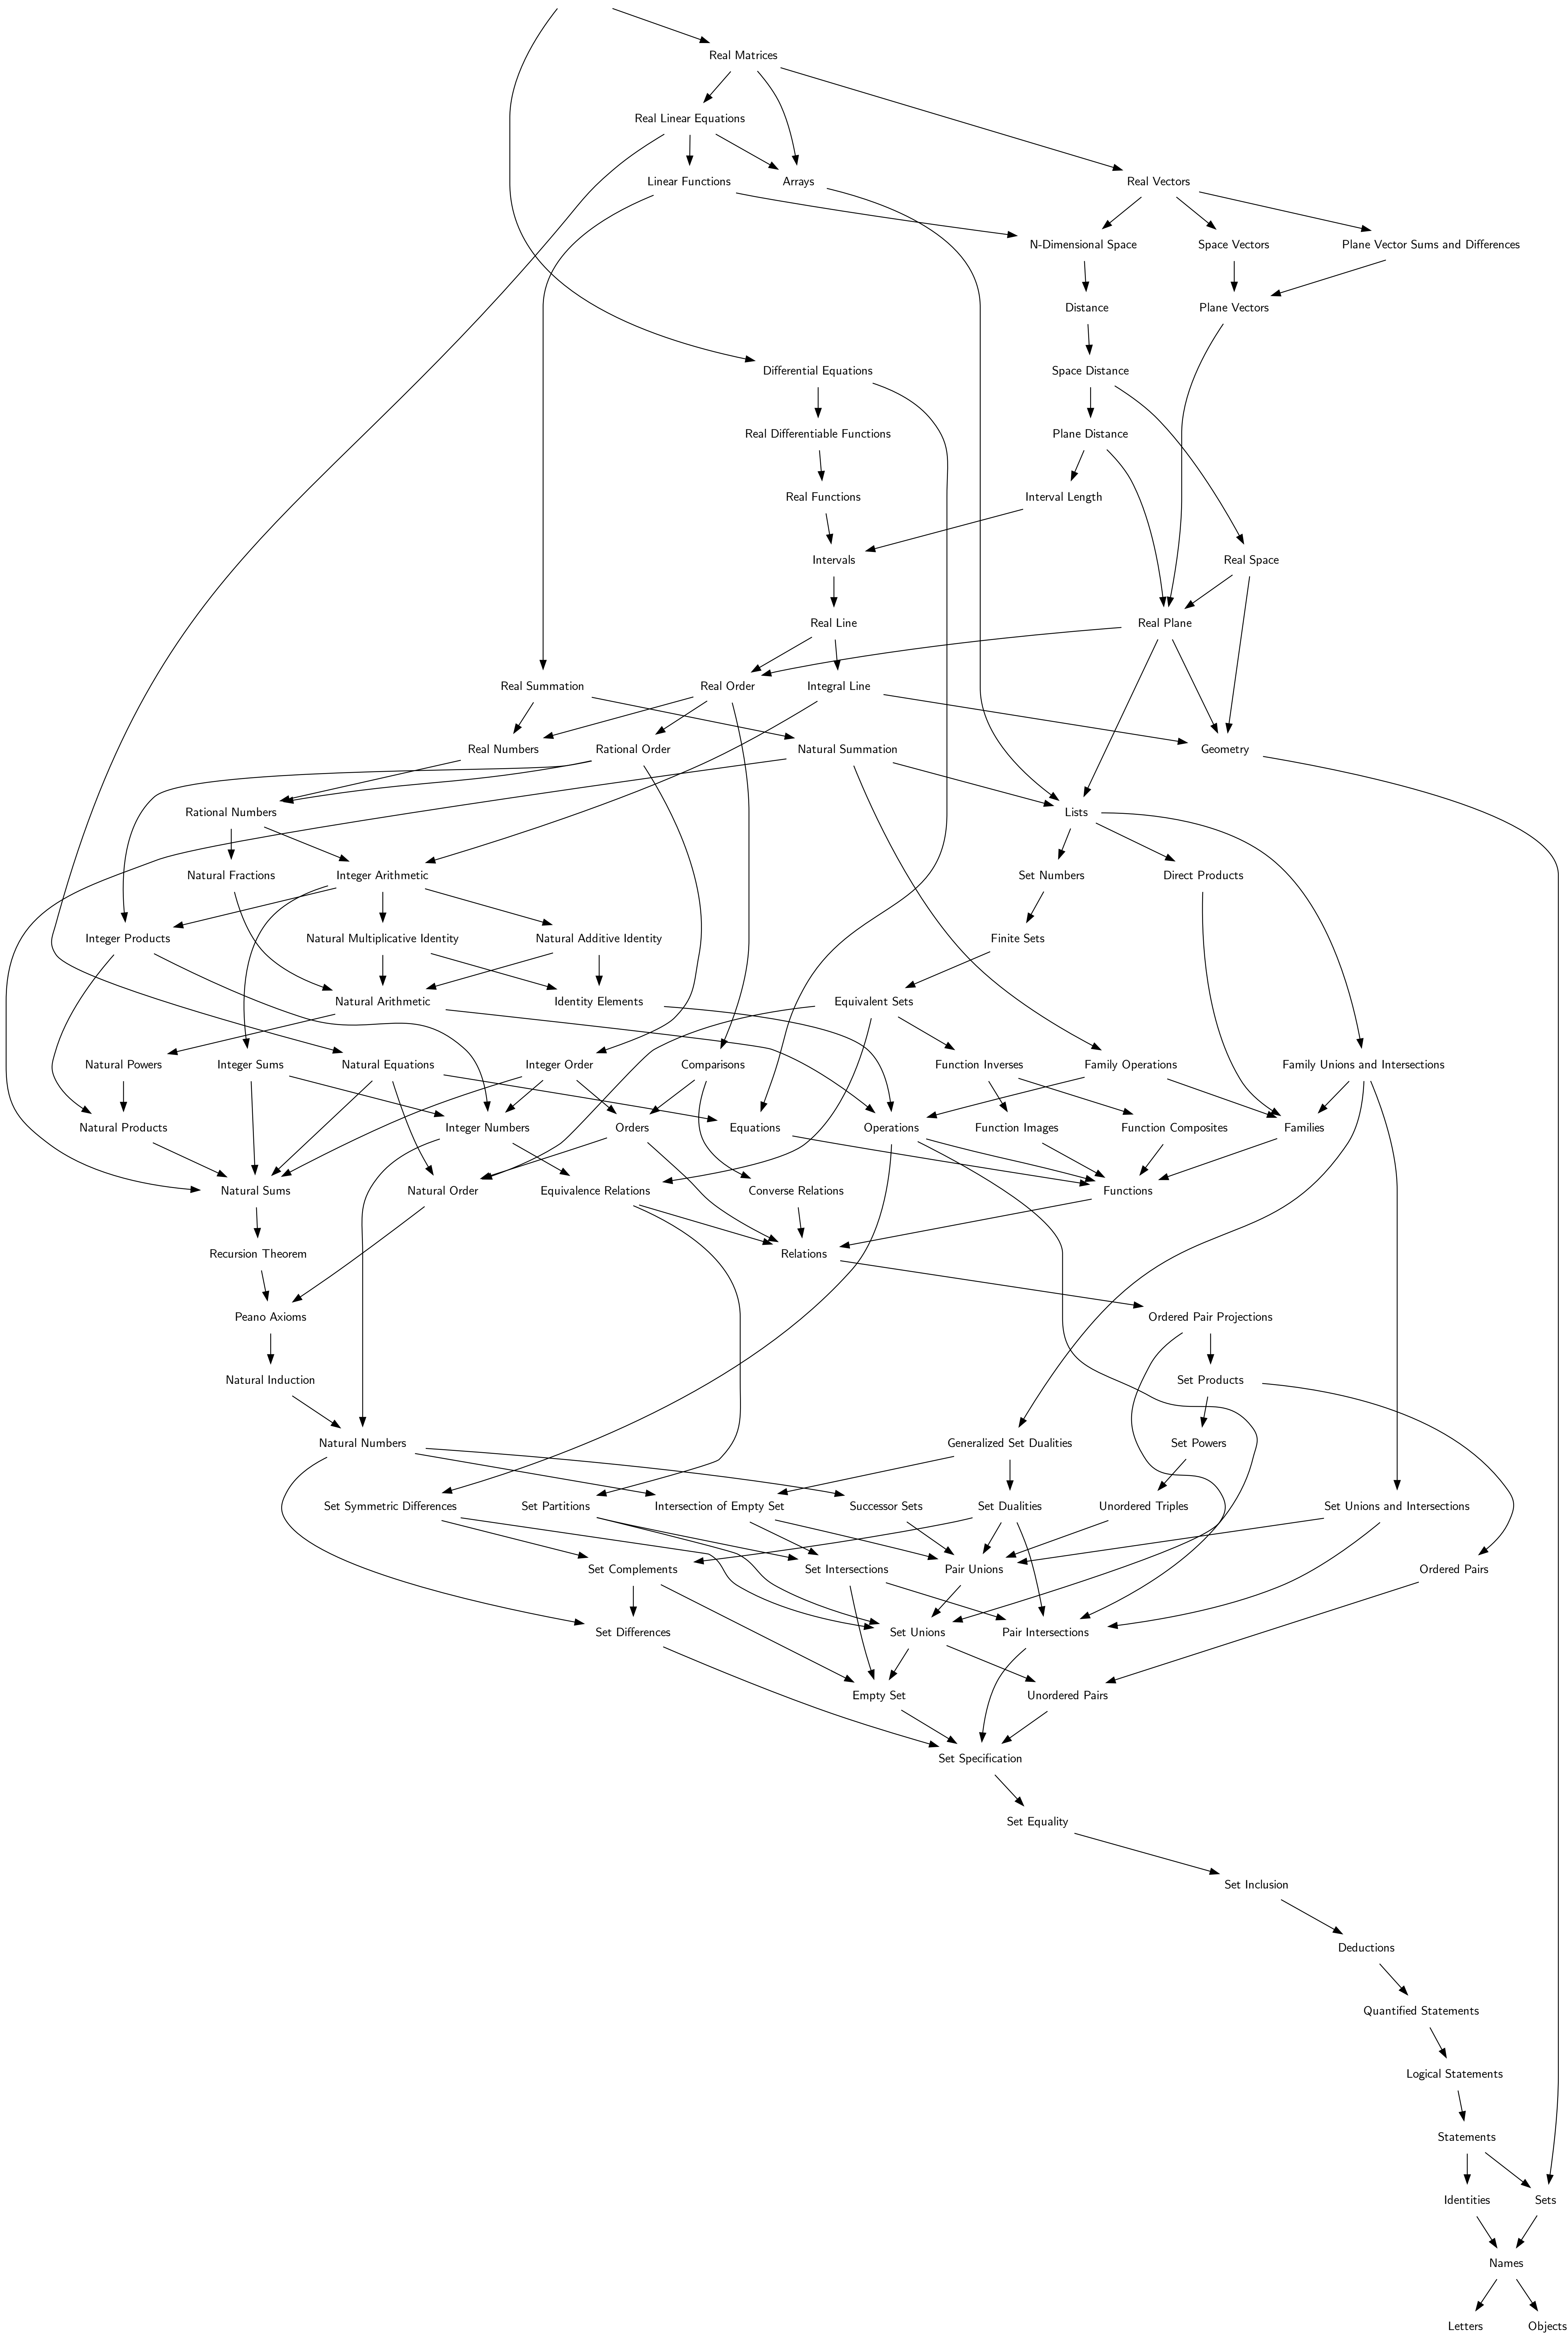 Real Matrices
Real Linear Equations
Linear Functions
Arrays
Real Vectors
N-Dimensional Space
Space Vectors
Plane Vector Sums and Differences
Distance
Plane Vectors
Differential Equations
Space Distance
Real Differentiable Functions
Plane Distance
Real Functions
Interval Length
Intervals
Real Space
Real Line
Real Plane
Real Summation
Real Order
Integral Line
Real Numbers
Rational Order
Natural Summation
Geometry
Rational Numbers
Lists
Natural Fractions
Integer Arithmetic
Set Numbers
Direct Products
Integer Products
Natural Multiplicative Identity
Natural Additive Identity
Finite Sets
Natural Arithmetic
Identity Elements
Equivalent Sets
Natural Powers
Integer Sums
Natural Equations
Integer Order
Comparisons
Function Inverses
Family Operations
Family Unions and Intersections
Natural Products
Integer Numbers
Orders
Equations
Operations
Function Images
Function Composites
Families
Natural Sums
Natural Order
Equivalence Relations
Converse Relations
Functions
Recursion Theorem
Relations
Peano Axioms
Ordered Pair Projections
Natural Induction
Set Products
Natural Numbers
Generalized Set Dualities
Set Powers
Set Symmetric Differences
Set Partitions
Intersection of Empty Set
Successor Sets
Set Dualities
Unordered Triples
Set Unions and Intersections
Set Complements
Set Intersections
Pair Unions
Ordered Pairs
Set Differences
Set Unions
Pair Intersections
Empty Set
Unordered Pairs
Set Specification
Set Equality
Set Inclusion
Deductions
Quantified Statements
Logical Statements
Statements
Identities
Sets
Names
Letters
Objects